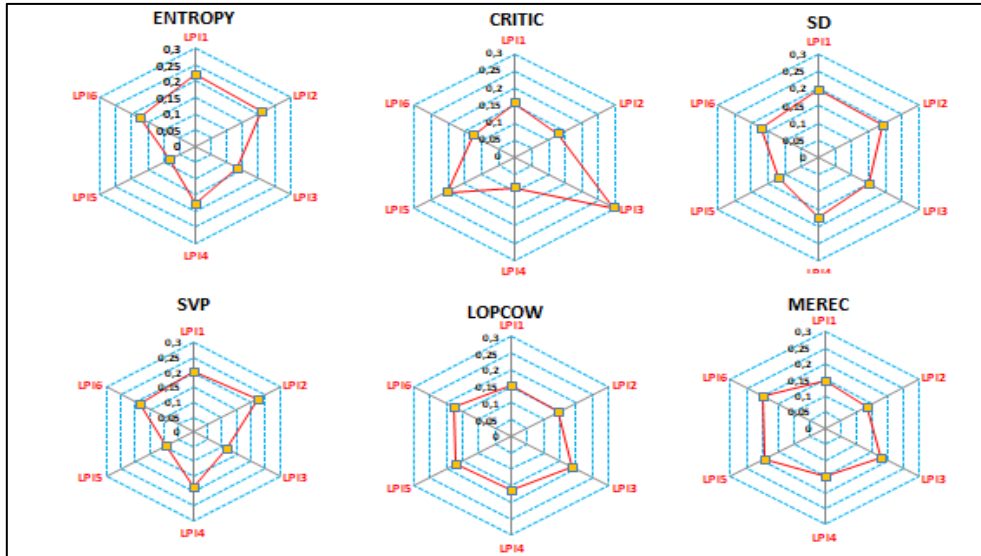 ENTROPY
LPI1
0,3
0,25
0,2
0,15
0,1
0,05
0
LPI2
LPI3
LPI4
LPI5
LPI6
CRITIC
LPI1
0,3
0,25
0,2
0,15
0,1
0,05
0
LPI2
LPI3
LPI4
LPI5
LPI6
SD
LPI1
0,3
0,25
0,2
0,15
0,1
0,05
0
LPI2
LPI3
LPI4
LPI5
LPI6
SVP
LPI1
0,3
0,25
0,2
0,15
0,1
0,05
0
LPI2
LPI3
LPI4
LPI5
LPI6
LOPCOW
LPI1
0,3
0,25
0,2
0,15
0,1
0,05
0
LPI2
LPI3
LPI4
LPI5
LPI6
MEREC
LPI1
0,3
0,25
0,2
0,15
0,1
0,05
0
LPI2
LPI3
LPI4
LPI5
LPI6